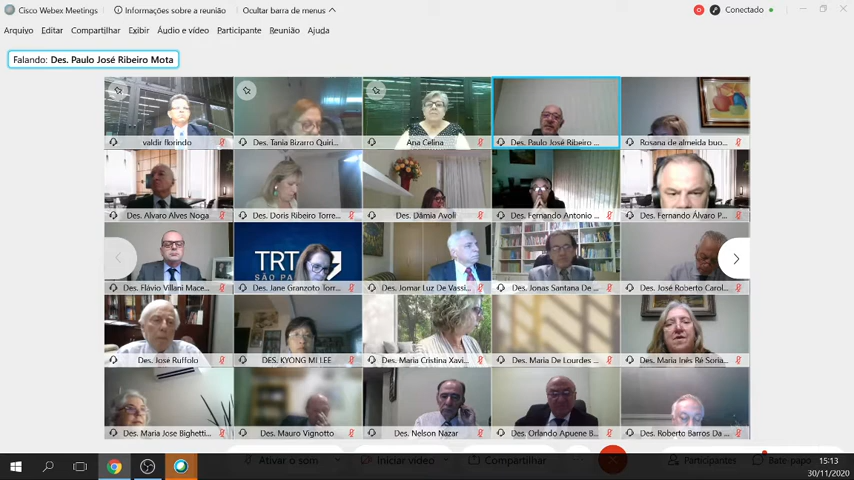 Cisco Webex Meetings
Informações sobre a reunião
Ocultar barra de menus
Conectado
Arquivo Editar Compartilhar Exibir Áudio e vídeo Participante Reunião Ajuda
Falando: Des. Paulo José Ribeiro Mota
valdir florindo
Des. Tania Bizarro Quiri...
Ana Celina
Des. Paulo José Ribeiro ...
Rosana de almeida buo...
Des. Alvaro Alves Noga
Des. Doris Ribeiro Torre...
Des. Dâmia Avoli
Des. Fernando Antonio ...
Des. Fernando Álvaro P...
TRT
SÃO PA
Des. Flávio Villani Mace...
Des. Jane Granzoto Torr...
Des. Jomar Luz De Vassi...
Des. Jonas Santana De ...
Des. José Roberto Carol...
Des. José Ruffolo
DES. KYONG MI LEE
Des. Maria Cristina Xavi...
Des. Maria De Lourdes ...
Des. Maria Inês Ré Soria...
Des. Maria Jose Bighetti...
Des. Mauro Vignotto
Des. Nelson Nazar
Des. Orlando Apuene B...
Des. Roberto Barros Da ...
Ativar o som
Iniciar vídeo
Compartilhar
Participantes
Bate papo
15:13
30/11/2020